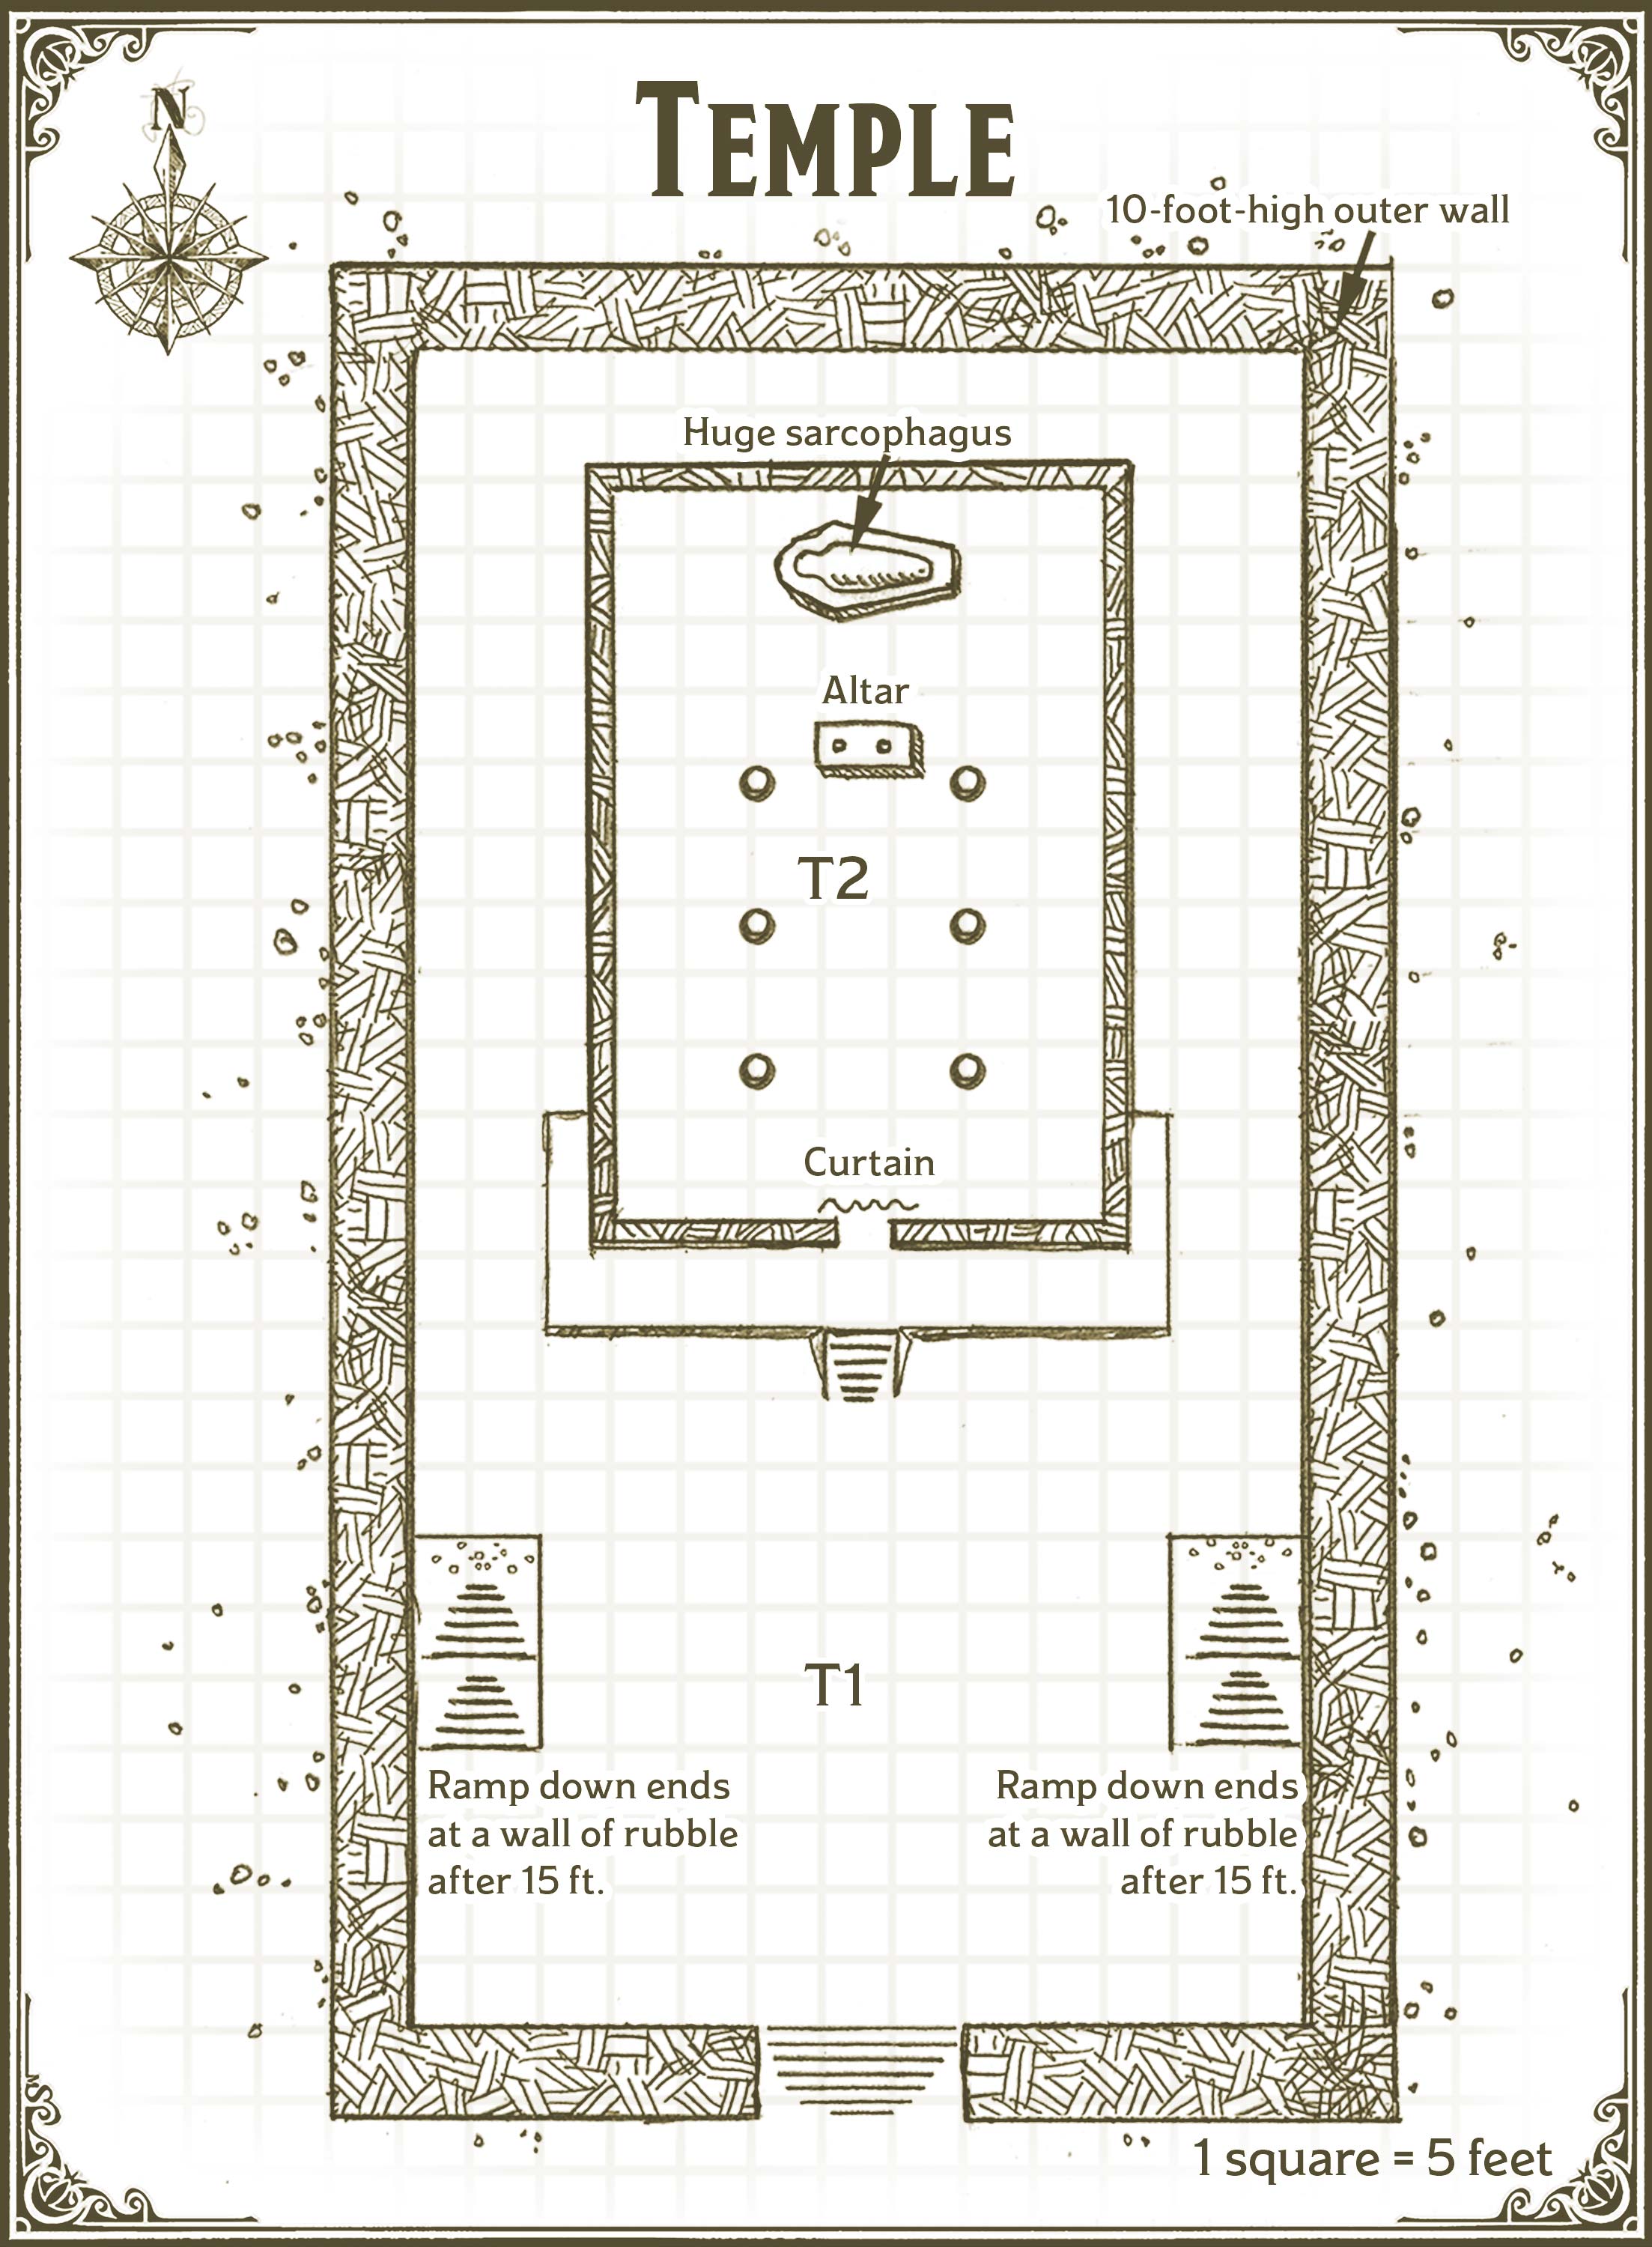 N
TEMPLE
10-foot-high outer wall
Huge sarcophagus
Altar
T2
Curtain
T1
Ramp down ends
at a wall of rubble
after 15 ft.
Ramp down ends
at a wall of rubble
after 15 ft.
1 square = 5 feet